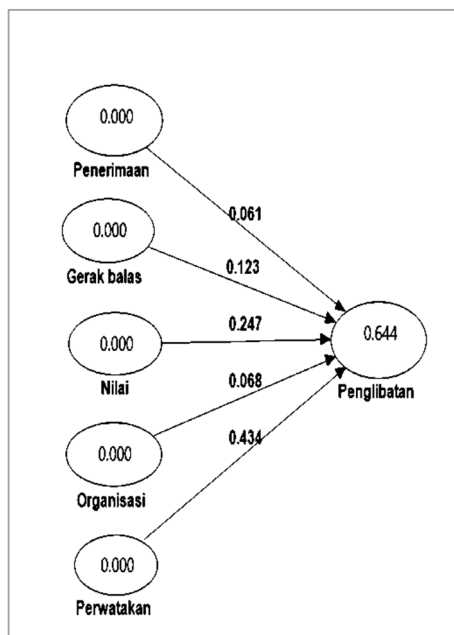 0.000
Penerimaan
0.061
0.000
Gerak balas
0.123
0.247
0.000
Nilai
0.644
Penglibatan
0.068
0.434
0.000
Organisasi
0.000
Perwatakan